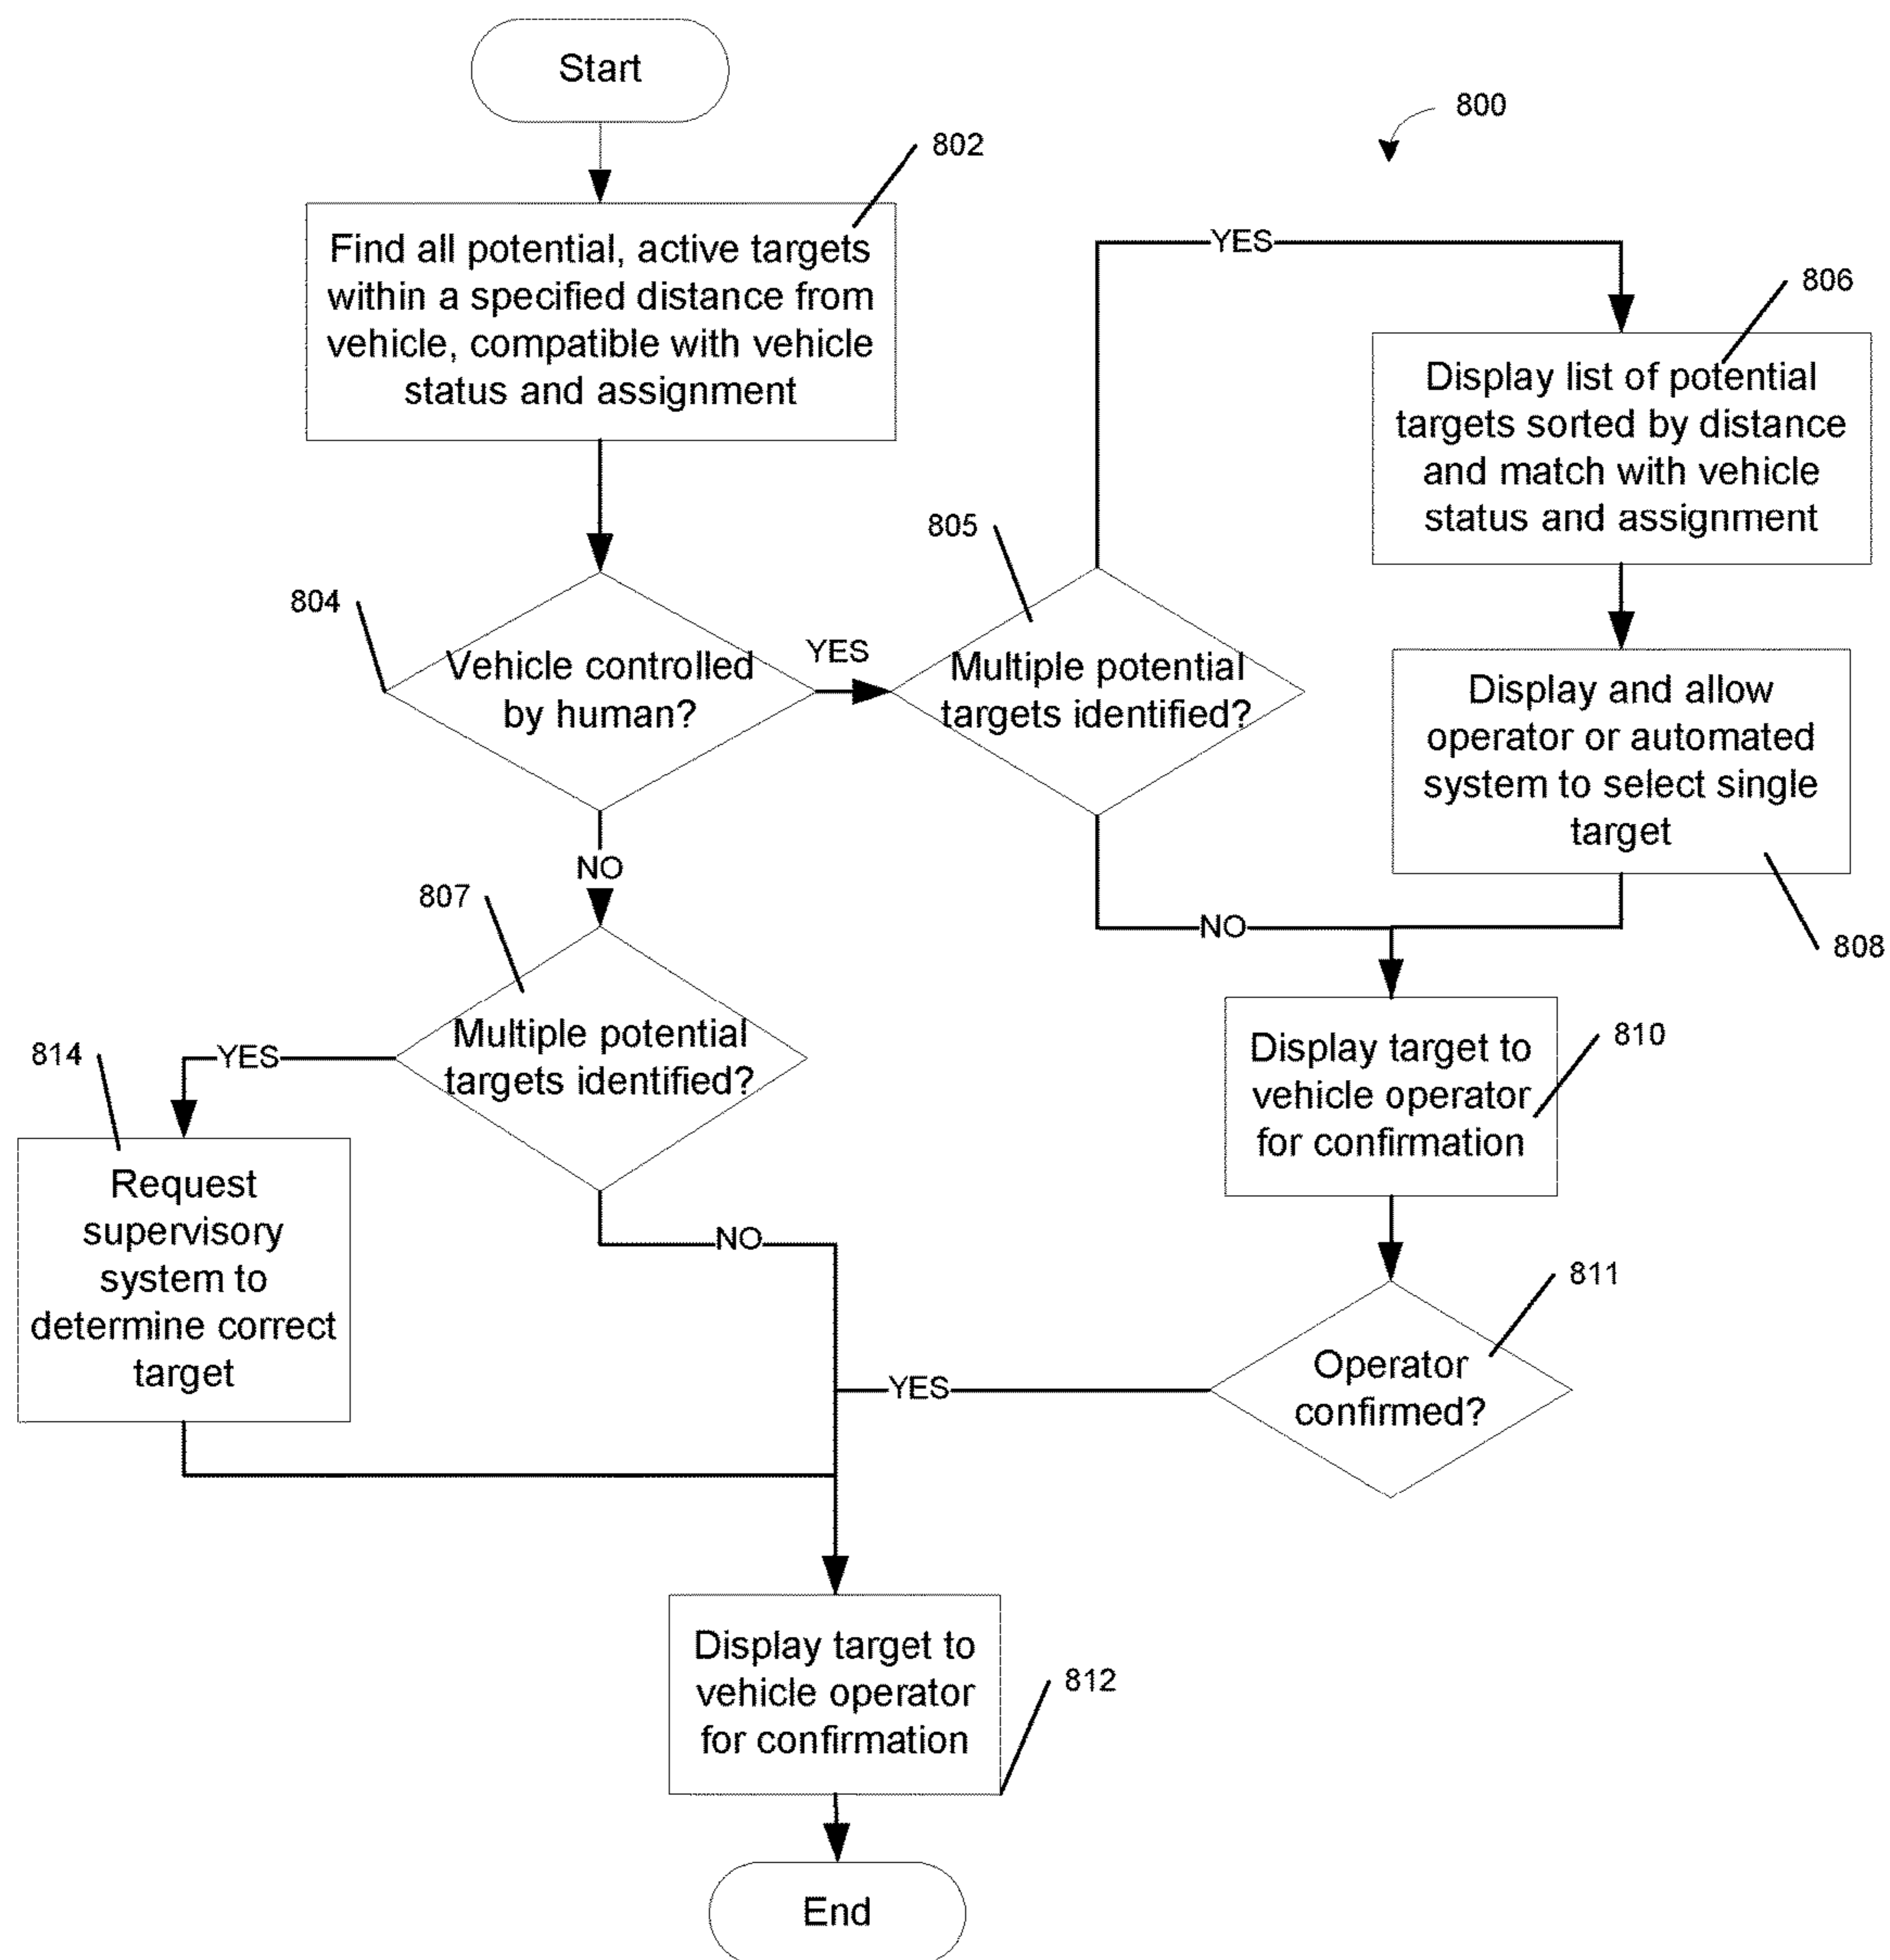 Start
800
802
Find all potential, active targets
within a specified distance from
vehicle, compatible with vehicle
status and assignment
YES
806
Display list of potential
targets sorted by distance
and match with vehicle
status and assignment
804
Vehicle controlled
by human?
YES
805
Multiple potential
targets identified?
Display and allow
operator or automated
system to select single
target
808
NO
NO
807
Multiple potential
targets identified?
810
Display target to
vehicle operator
for confirmation
YES
814
Request
supervisory
system to
determine correct
target
NO
811
Operator
confirmed?
YES
Display target to
vehicle operator
for confirmation
812
End